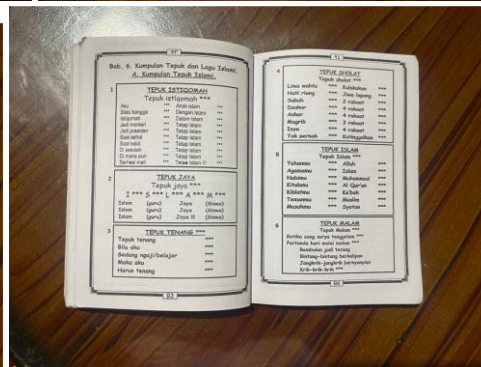 Bab. 6. Kumpulan Tepuk dan Lagu Islami
A. Kumpulan Tepuk Islami.
1
TEPUK ISTIQOMAH
Tepuk istiqomah ***
Aku *** Anak islam ***
Slalu bangga *** Dengan islam ***
Istiqomah *** Dalam islam ***
Jadi menteri *** Tetap islam ***
Jadi presiden *** Tetap islam ***
Saat sehat *** Tetap islam ***
Saat sakit *** Tetap islam ***
Di sekolah *** Tetap islam ***
Di mana pun *** Tetap islam ***
Sampai mati *** Tetap islam !!! ***
2
TEPUK JAYA
Tepuk jaya ***
I *** S *** L *** A *** M ***
Islam (guru) Jaya (siswa)
Islam (guru) Jaya (siswa)
Islam (guru) Jaya !!! (siswa)
3
TEPUK TENANG ***
Tepuk tenang ***
Bila aku ***
Sedang ngaji/belajar ***
Maka aku ***
Harus tenang ***
4
TEPUK SHOLAT
Tepuk sholat ***
Lima waktu *** Kulakukan ***
Hati riang *** Jiwa lapang ***
Subuh *** 2 rakaat ***
Dzuhur *** 4 rakaat ***
Ashar *** 4 rakaat ***
Magrib *** 3 rakaat ***
Isya *** 4 rakaat ***
Tak pernah *** Ketinggalkan ***
5
TEPUK ISLAM
Tepuk Islam ***
Tuhanmu *** Allah ***
Agamamu *** Islam ***
Nabimu *** Muhammad ***
Kitabmu *** Al Qur'an ***
Kiblatmu *** Ka'bah ***
Temanmu *** Muslim ***
Musuhmu *** Syetan ***
6
TEPUK MALAM
Tepuk Malam ***
Ketika sang surya tenggelam ***
Pertanda hari mulai malam ***
Rembulan jadi terang
Bintang-bintang berkelipan
Jangkrik-jangkrik bernyanyian
Krik-krik-krik ***